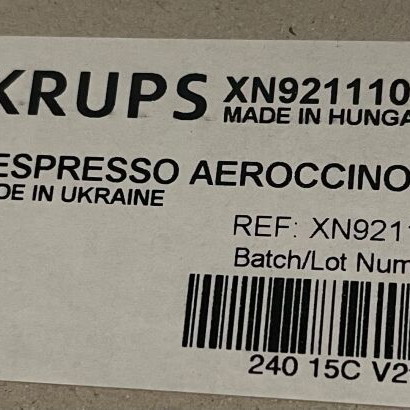 KRUPS XN921110
MADE IN HUNGA
ESPRESSO AEROCCINO
DE IN UKRAINE
REF: XN921
Batch/Lot Num
240 15C V2